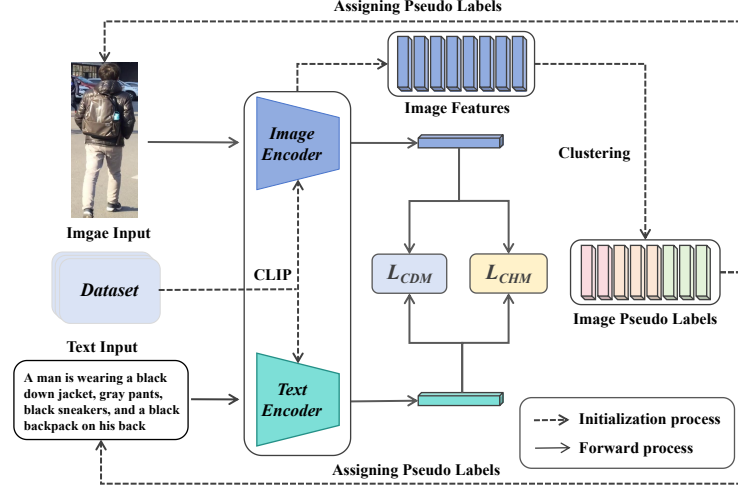 Assigning Pseudo Labels
Image Features
Image
Encoder
Clustering
Imgae Input
CLIP
Dataset
L_CDM
L_CHM
Image Pseudo Labels
Text Input
A man is wearing a black
down jacket, gray pants,
black sneakers, and a black
backpack on his back
Text
Encoder
Initialization process
Forward process
Assigning Pseudo Labels